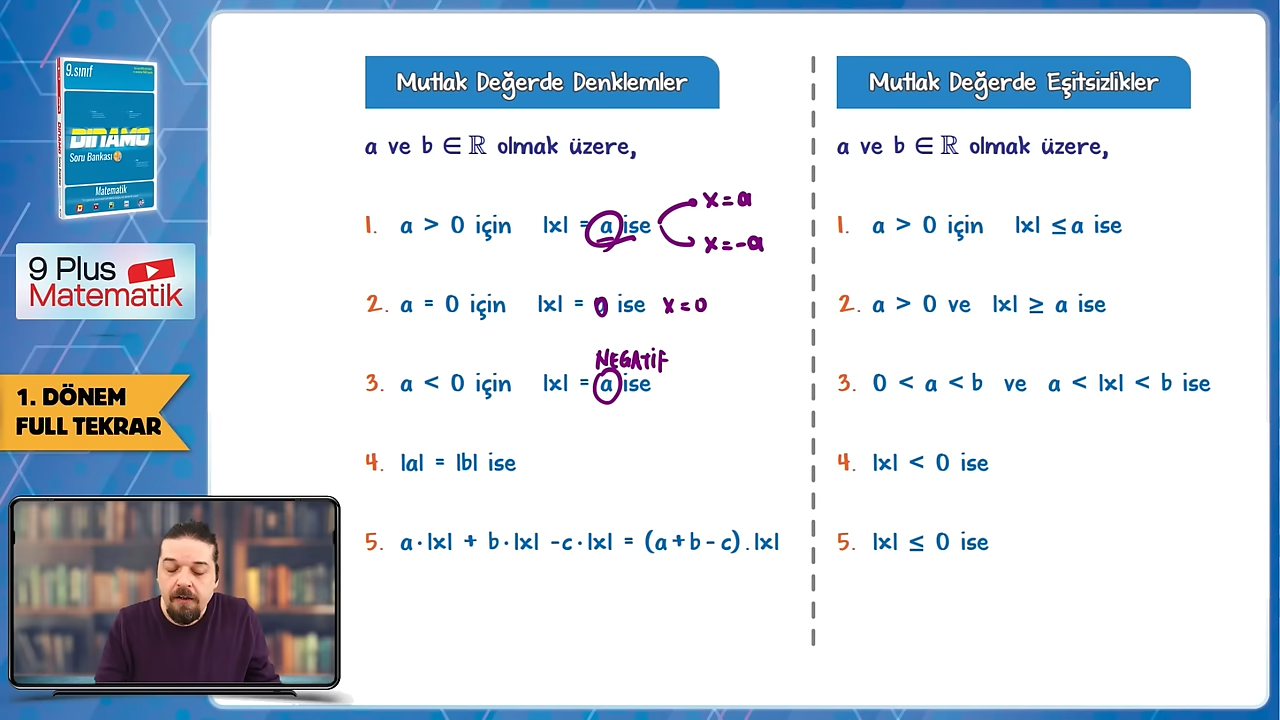 9.sınıf
DİNAMO
Soru Bankası
Matematik
9 Plus
Matematik
1. DÖNEM
FULL TEKRAR
Mutlak Değerde Denklemler
a ve b ∈ ℝ olmak üzere,
1. a > 0 için |x| = a ise x = a
x = -a
2. a = 0 için |x| = 0 ise x = 0
NEGATİF
3. a < 0 için |x| = a ise
4. |a| = |b| ise
5. a·|x| + b·|x| -c·|x| = (a+b-c).|x|
Mutlak Değerde Eşitsizlikler
a ve b ∈ ℝ olmak üzere,
1. a > 0 için |x| ≤ a ise
2. a > 0 ve |x| ≥ a ise
3. 0 < a < b ve a < |x| < b ise
4. |x| < 0 ise
5. |x| ≤ 0 ise